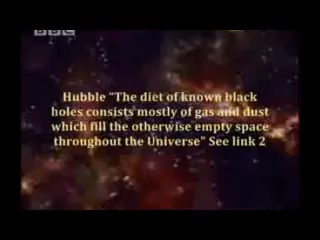 Hubble "The diet of known black
holes consists mostly of gas and dust
which fill the otherwise empty space
throughout the Universe" See link 2